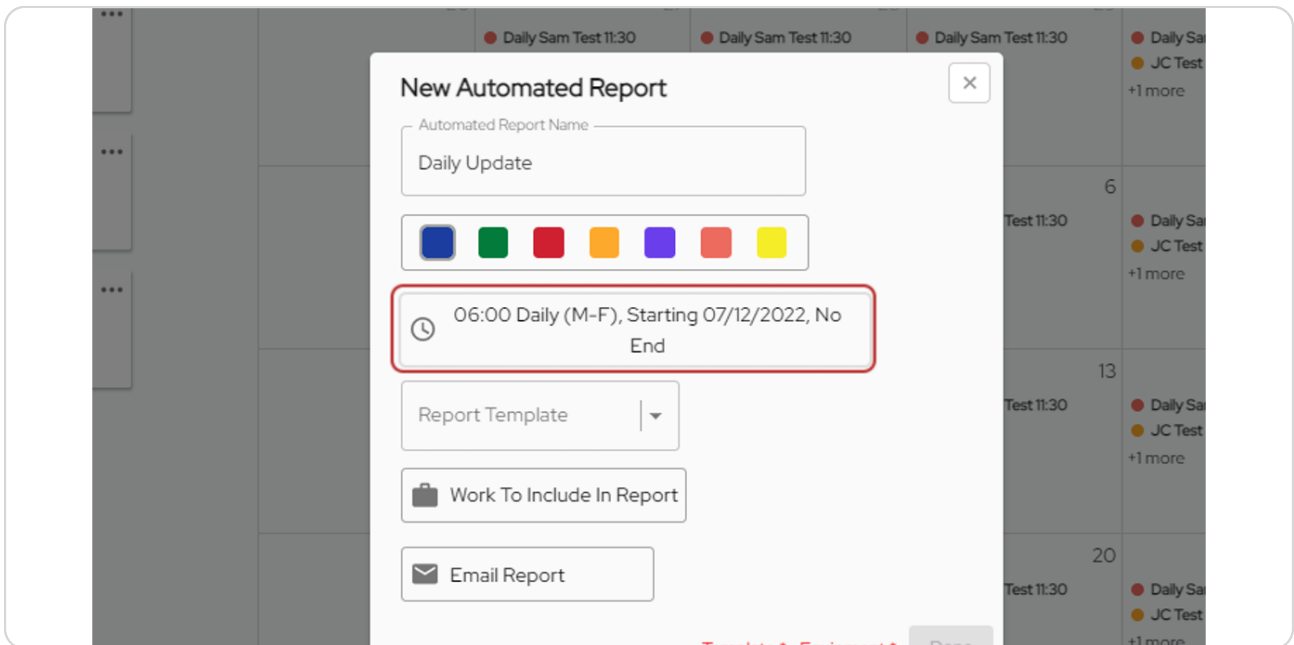 Daily Sam Test 11:30
Daily Sam Test 11:30
Daily Sam Test 11:30
Daily Sa
JC Test
+1 more
New Automated Report
Automated Report Name
Daily Update
6
Test 11:30
Daily Sa
JC Test
+1 more
06:00 Daily (M-F), Starting 07/12/2022, No
End
13
Report Template
Test 11:30
Daily Sa
JC Test
+1 more
Work To Include In Report
20
Email Report
Test 11:30
Daily Sa
JC Test
+1 more